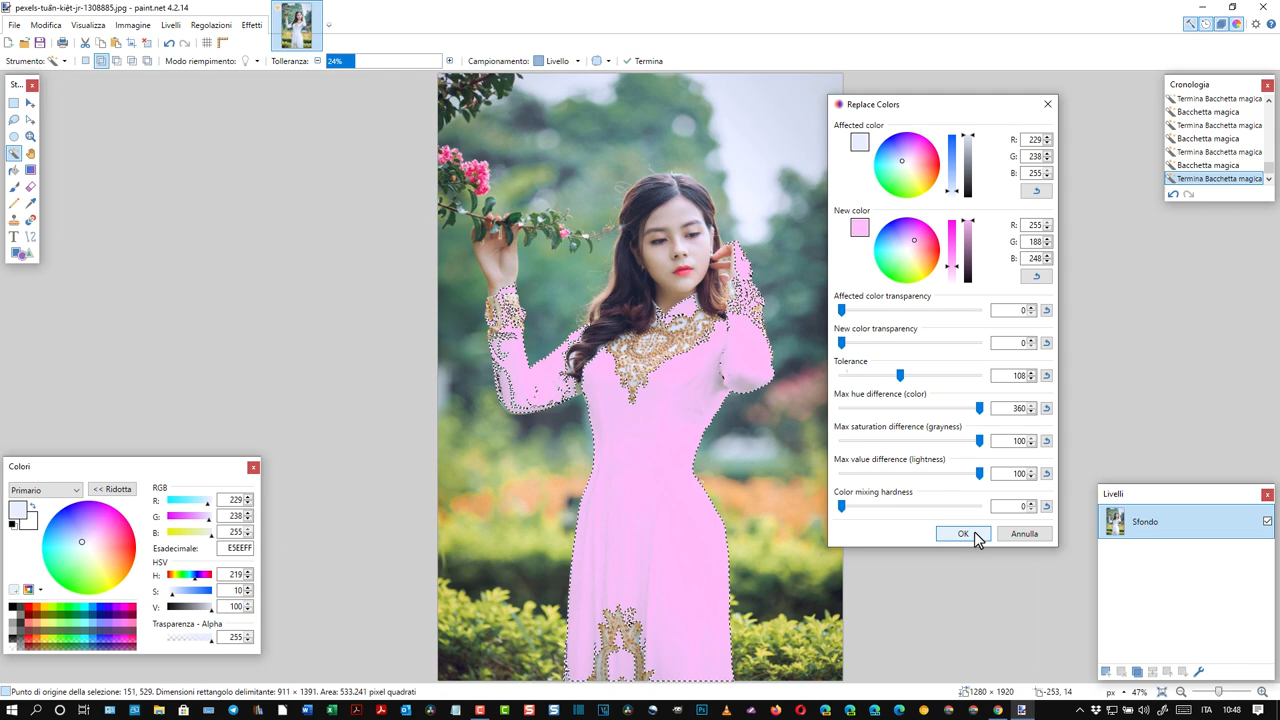 pexels-tuấn-kiệt-jr-1308885.jpg - paint.net 4.2.14
File Modifica Visualizza Immagine Livelli Regolazioni Effetti
Strumento: Modo riempimento: Tolleranza: 24% Campionamento: Livello Termina
St...
Cronologia
Termina Bacchetta magica
Bacchetta magica
Termina Bacchetta magica
Bacchetta magica
Termina Bacchetta magica
Bacchetta magica
Termina Bacchetta magica
Replace Colors
Affected color
R: 229
G: 238
B: 255
New color
R: 255
G: 188
B: 248
Affected color transparency
0
New color transparency
0
Tolerance
108
Max hue difference (color)
360
Max saturation difference (grayness)
100
Max value difference (lightness)
100
Color mixing hardness
0
OK Annulla
Colori
Primario << Ridotta
RGB
R: 229
G: 238
B: 255
Esadecimale: E5EEFF
HSV
H: 219
S: 10
V: 100
Trasparenza - Alpha
255
Livelli
Sfondo
Punto di origine della selezione: 151, 529. Dimensioni rettangolo delimitante: 911 × 1391. Area: 533.241 pixel quadrati
1280 × 1920 -253, 14 px 47%
ITA 10:48